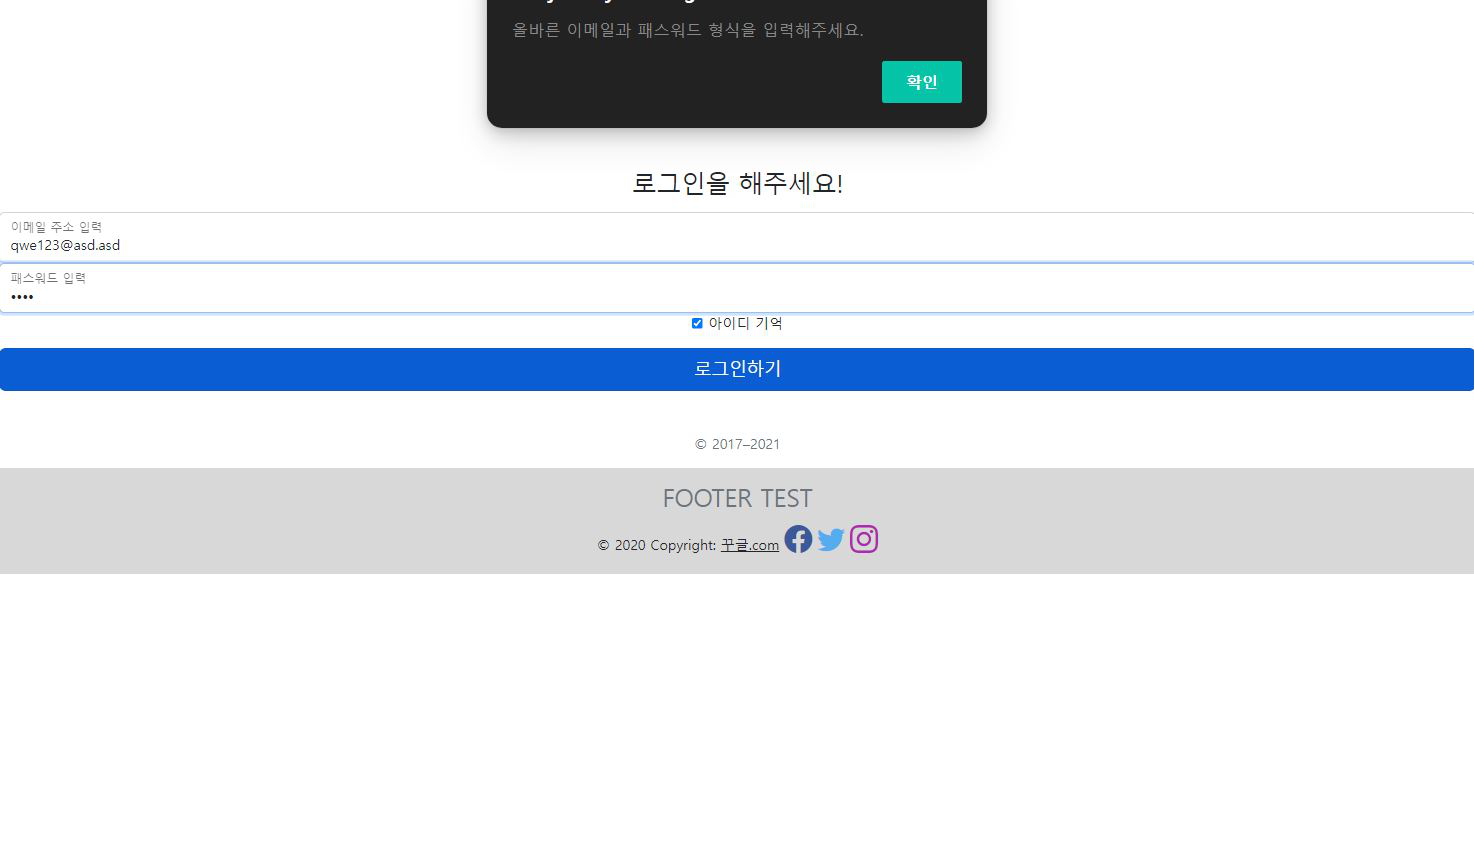 올바른 이메일과 패스워드 형식을 입력해주세요.
확인
로그인을 해주세요!
이메일 주소 입력
qwe123@asd.asd
패스워드 입력
••••
아이디 기억
로그인하기
© 2017–2021
FOOTER TEST
© 2020 Copyright: 꾸글.com